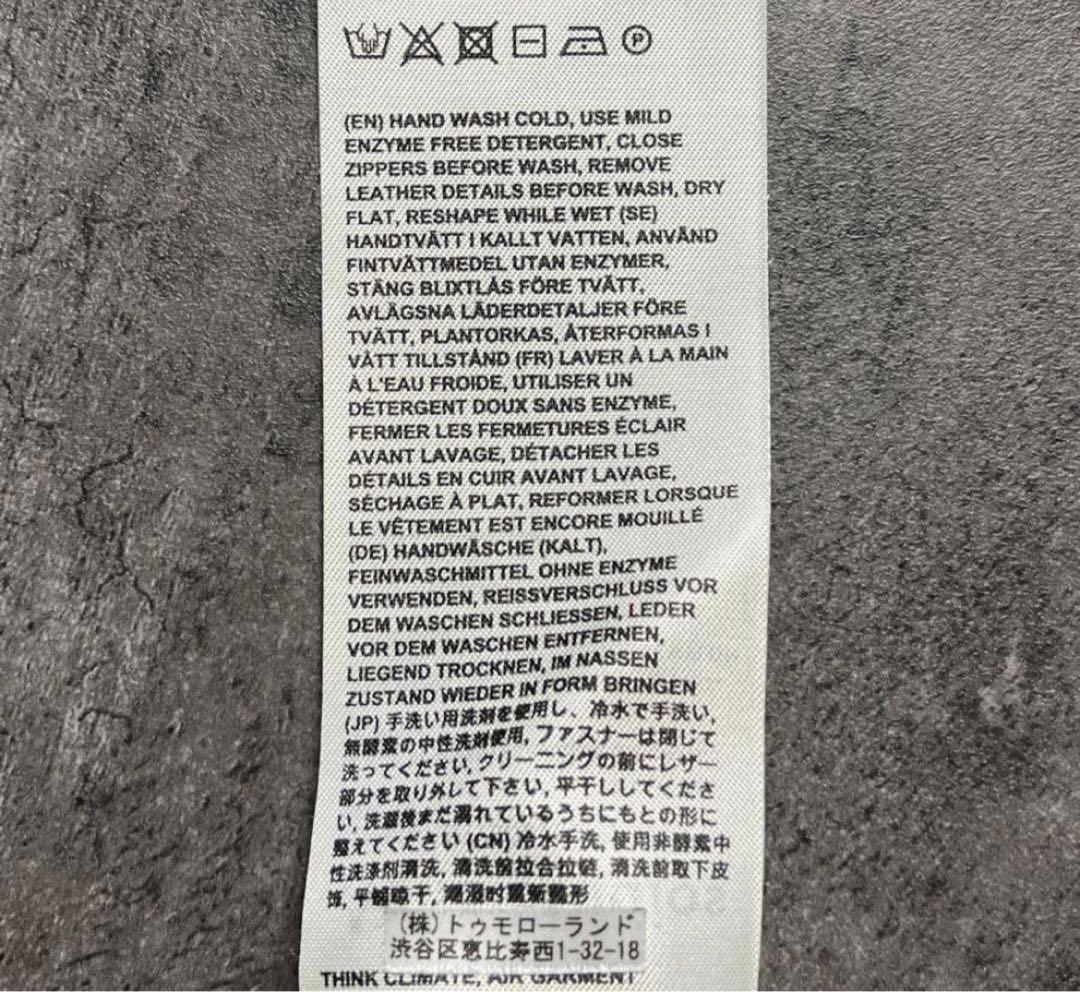 (EN) HAND WASH COLD, USE MILD
ENZYME FREE DETERGENT, CLOSE
ZIPPERS BEFORE WASH, REMOVE
LEATHER DETAILS BEFORE WASH, DRY
FLAT, RESHAPE WHILE WET (SE)
HANDTVÄTT I KALLT VATTEN, ANVÄND
FINTVÄTTMEDEL UTAN ENZYMER,
STÄNG BLIXTLÅS FÖRE TVÄTT,
AVLÄGSNA LÄDERDETALJER FÖRE
TVÄTT, PLANTORKAS, ÅTERFORMAS I
VÅTT TILLSTÅND (FR) LAVER À LA MAIN
À L'EAU FROIDE, UTILISER UN
DÉTERGENT DOUX SANS ENZYME,
FERMER LES FERMETURES ÉCLAIR
AVANT LAVAGE, DÉTACHER LES
DÉTAILS EN CUIR AVANT LAVAGE,
SÉCHAGE À PLAT, REFORMER LORSQUE
LE VÊTEMENT EST ENCORE MOUILLÉ
(DE) HANDWÄSCHE (KALT),
FEINWASCHMITTEL OHNE ENZYME
VERWENDEN, REISSVERSCHLUSS VOR
DEM WASCHEN SCHLIESSEN, LEDER
VOR DEM WASCHEN ENTFERNEN,
LIEGEND TROCKNEN, IM NASSEN
ZUSTAND WIEDER IN FORM BRINGEN
(JP) 手洗い用洗剤を使用し、冷水で手洗い,
無酵素の中性洗剤使用, ファスナーは閉じて
洗ってください, クリーニングの前にレザー
部分を取り外して下さい, 平干ししてくださ
い, 洗濯後まだ濡れているうちにもとの形に
整えてください (CN) 冷水手洗, 使用非酵素中
性洗涤剂清洗, 清洗前拉合拉链, 清洗前取下皮
饰, 平铺晾干, 潮湿时重新整形
(株)トゥモローランド
渋谷区恵比寿西1-32-18
THINK CLIMATE, AIR GARMENT